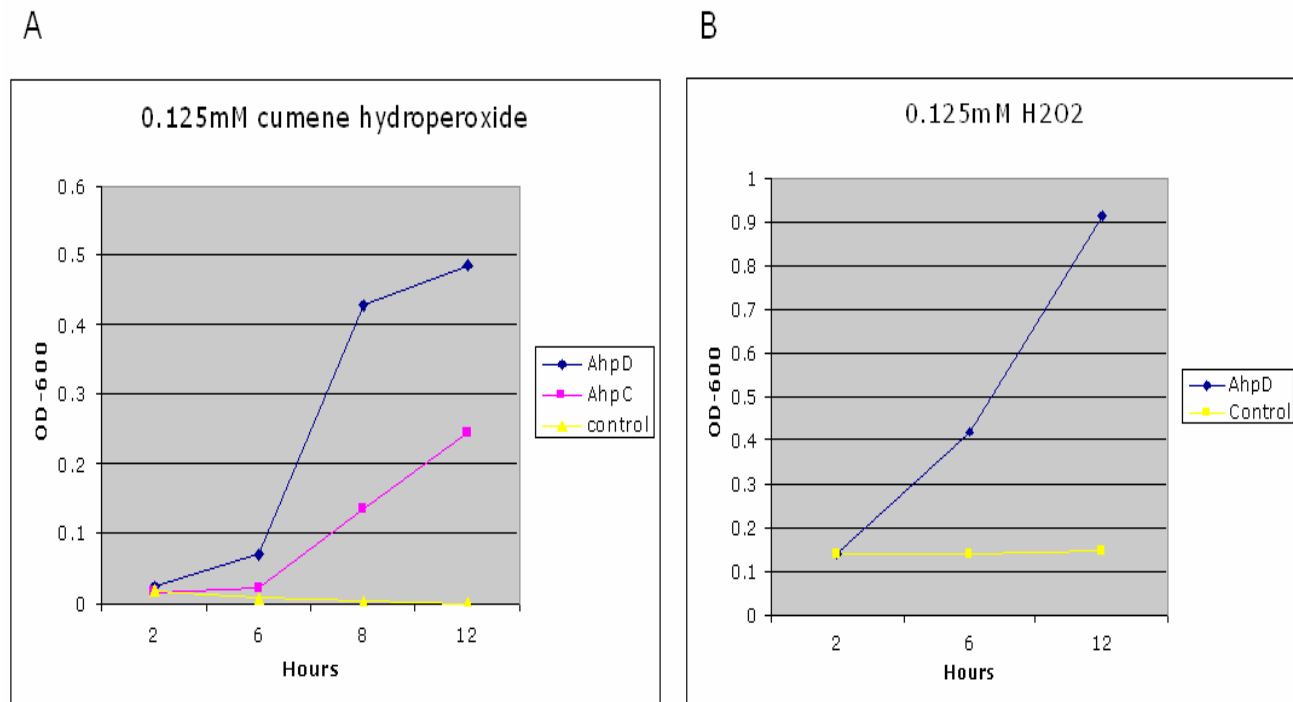 A
0.125mM cumene hydroperoxide
0.6
0.5
0.4
0.3
0.2
0.1
0
OD-600
2 6 8 12
Hours
AhpD
AhpC
control
B
0.125mM H2O2
1
0.9
0.8
0.7
0.6
0.5
0.4
0.3
0.2
0.1
0
OD-600
2 6 12
Hours
AhpD
Control